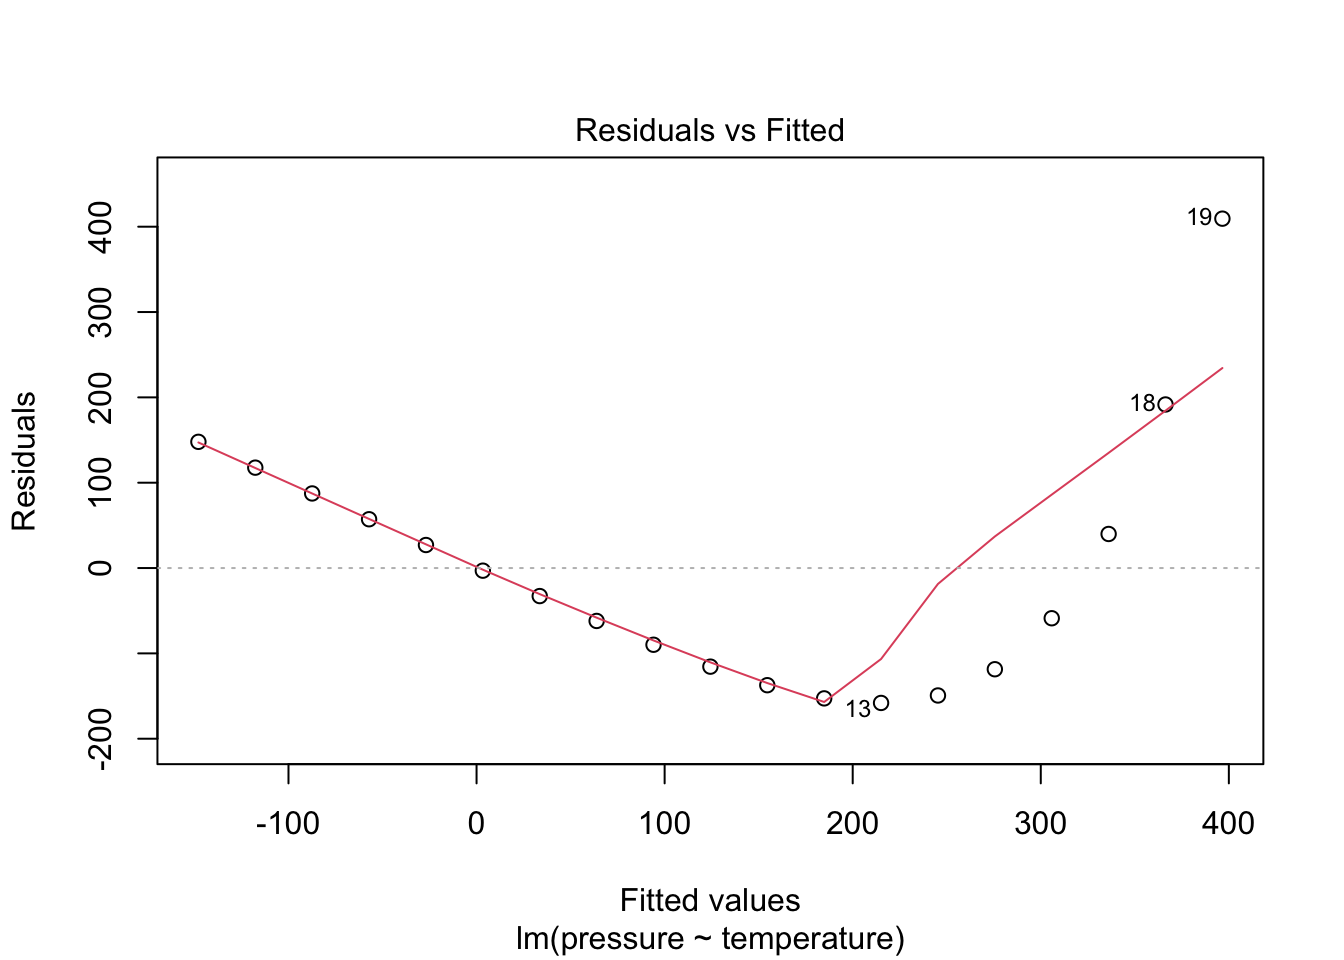 Residuals vs Fitted
400
300
200
100
0
-200
Residuals
19
18
13
-100 0 100 200 300 400
Fitted values
lm(pressure ~ temperature)